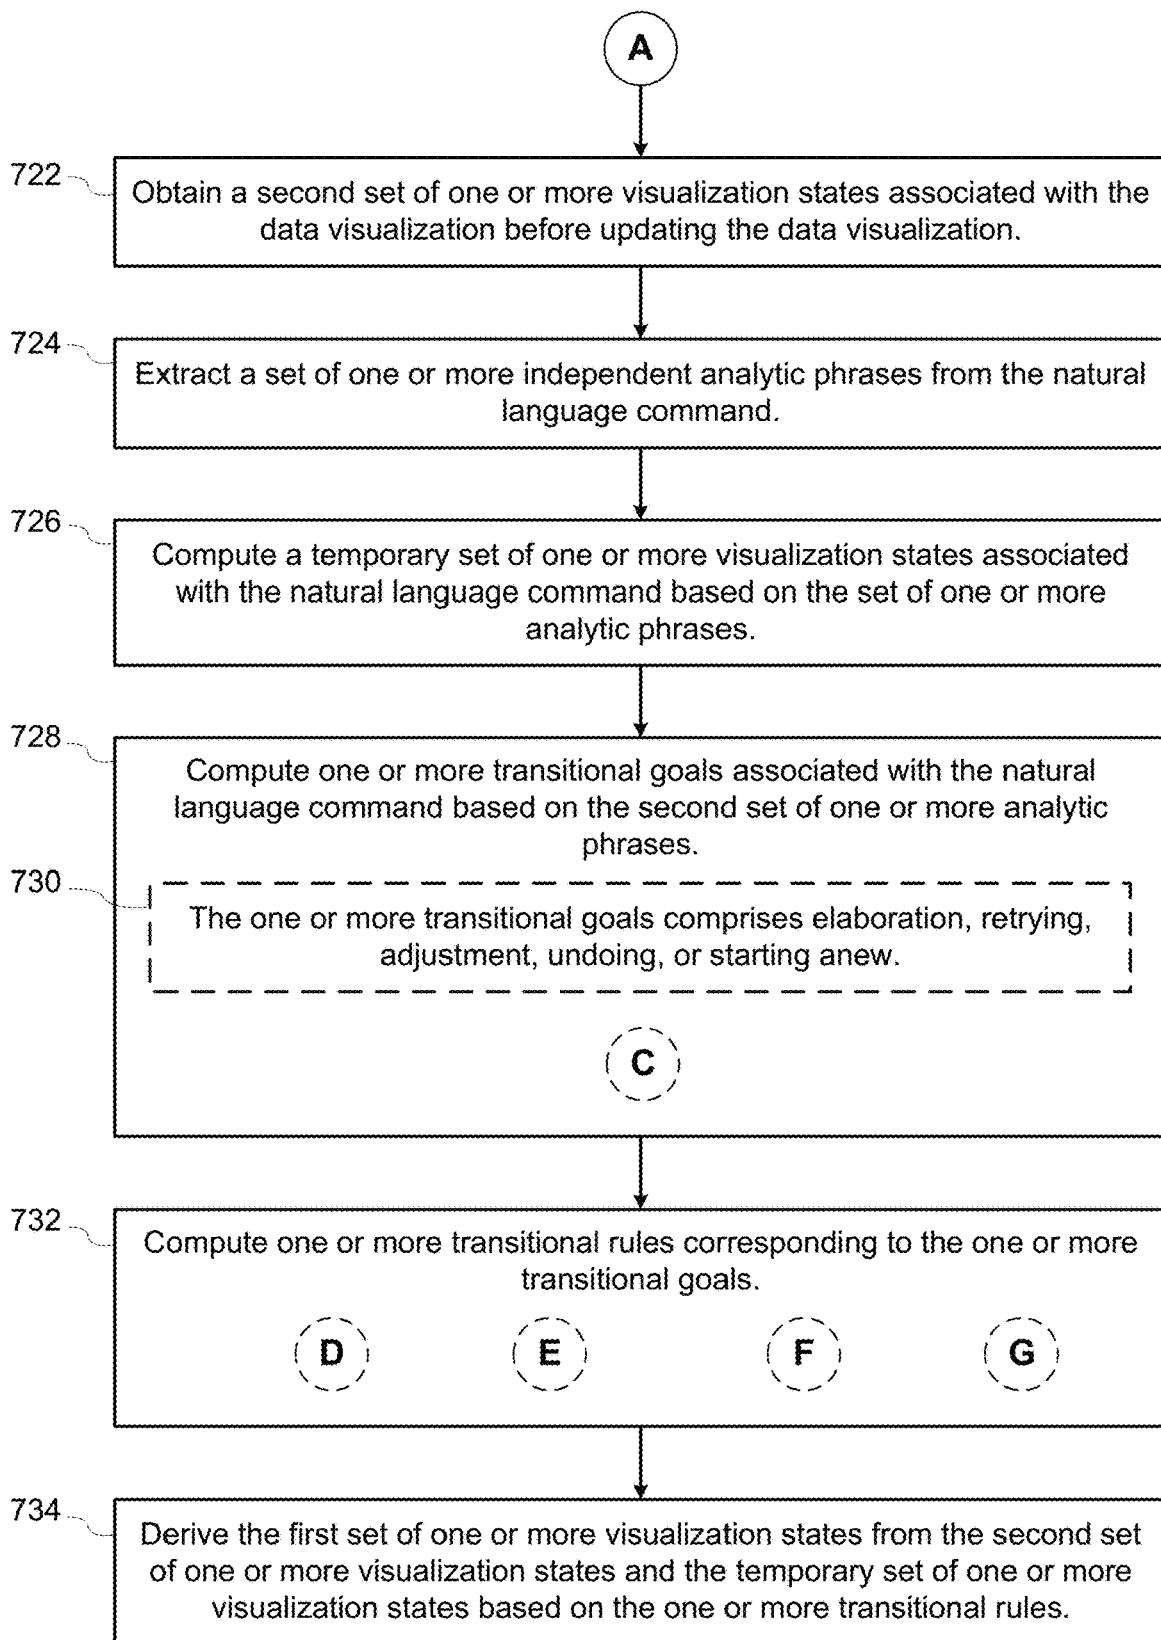 A
722
Obtain a second set of one or more visualization states associated with the
data visualization before updating the data visualization.
724
Extract a set of one or more independent analytic phrases from the natural
language command.
726
Compute a temporary set of one or more visualization states associated
with the natural language command based on the set of one or more
analytic phrases.
728
Compute one or more transitional goals associated with the natural
language command based on the second set of one or more analytic
phrases.
730
The one or more transitional goals comprises elaboration, retrying,
adjustment, undoing, or starting anew.
C
732
Compute one or more transitional rules corresponding to the one or more
transitional goals.
D E F G
734
Derive the first set of one or more visualization states from the second set
of one or more visualization states and the temporary set of one or more
visualization states based on the one or more transitional rules.